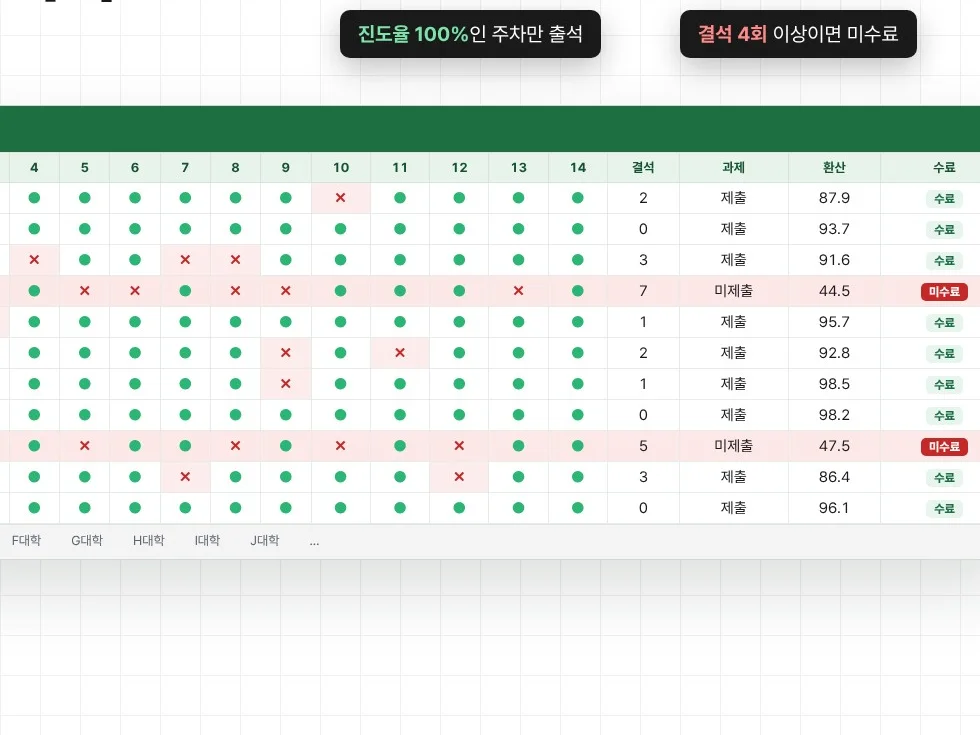 진도율 100%인 주차만 출석
결석 4회 이상이면 미수료
4 5 6 7 8 9 10 11 12 13 14 결석 과제 환산 수료
● ● ● ● ● ● × ● ● ● ● 2 제출 87.9 수료
● ● ● ● ● ● ● ● ● ● ● 0 제출 93.7 수료
× ● ● × × ● ● ● ● ● ● 3 제출 91.6 수료
● × × ● × × ● ● ● × ● 7 미제출 44.5 미수료
● ● ● ● ● ● ● ● ● ● ● 1 제출 95.7 수료
● ● ● ● ● × ● × ● ● ● 2 제출 92.8 수료
● ● ● ● ● × ● ● ● ● ● 1 제출 98.5 수료
● ● ● ● ● ● ● ● ● ● ● 0 제출 98.2 수료
● × ● ● × ● × ● × ● ● 5 미제출 47.5 미수료
● ● ● × ● ● ● ● × ● ● 3 제출 86.4 수료
● ● ● ● ● ● ● ● ● ● ● 0 제출 96.1 수료
F대학 G대학 H대학 I대학 J대학 ...